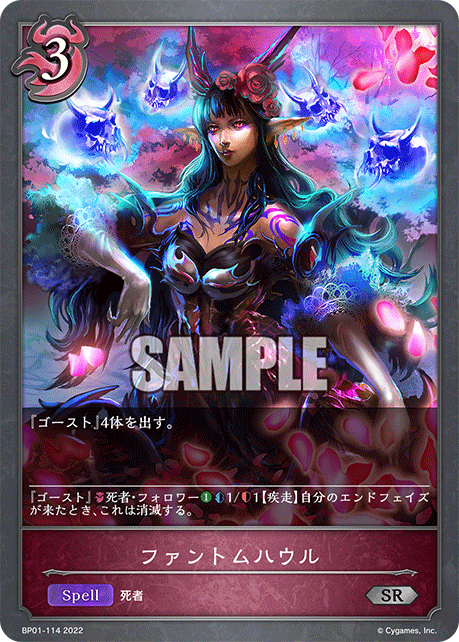 3
SAMPLE
『ゴースト』4体を出す。
『ゴースト』死者・フォロワー1 1/1【疾走】自分のエンドフェイズ
が来たとき、これは消滅する。
ファントムハウル
Spell 死者
SR
BP01-114 2022
© Cygames, Inc.